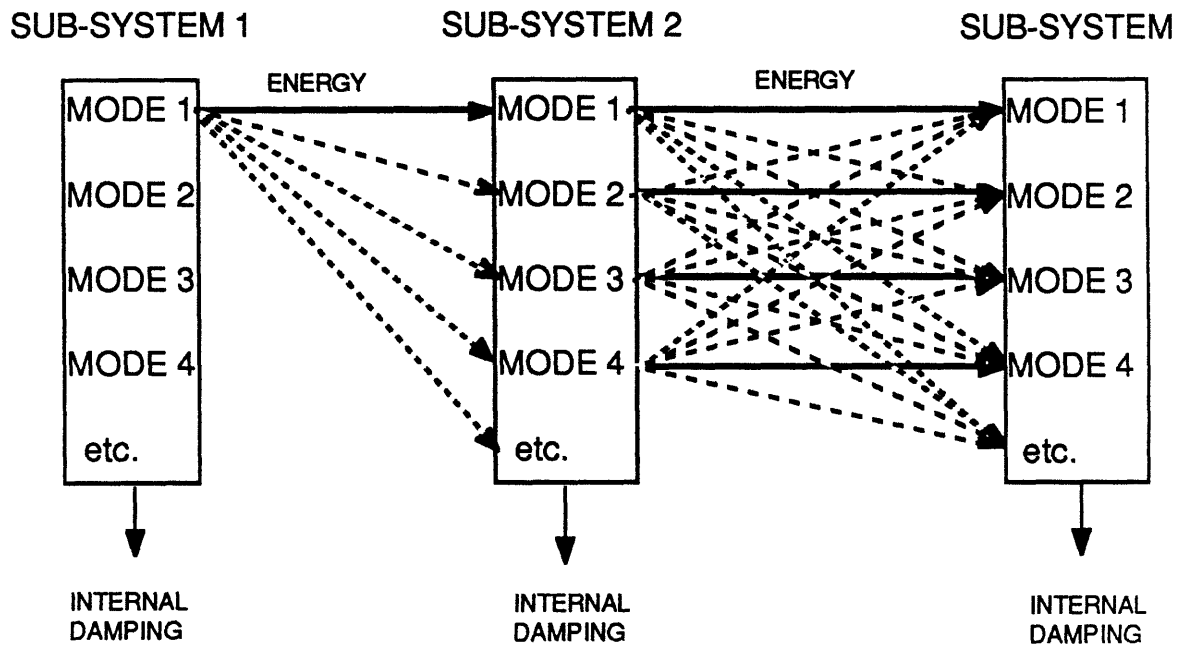 SUB-SYSTEM 1
SUB-SYSTEM 2
SUB-SYSTEM
ENERGY
ENERGY
MODE 1
MODE 2
MODE 3
MODE 4
etc.
MODE 1
MODE 2
MODE 3
MODE 4
etc.
MODE 1
MODE 2
MODE 3
MODE 4
etc.
INTERNAL
DAMPING
INTERNAL
DAMPING
INTERNAL
DAMPING